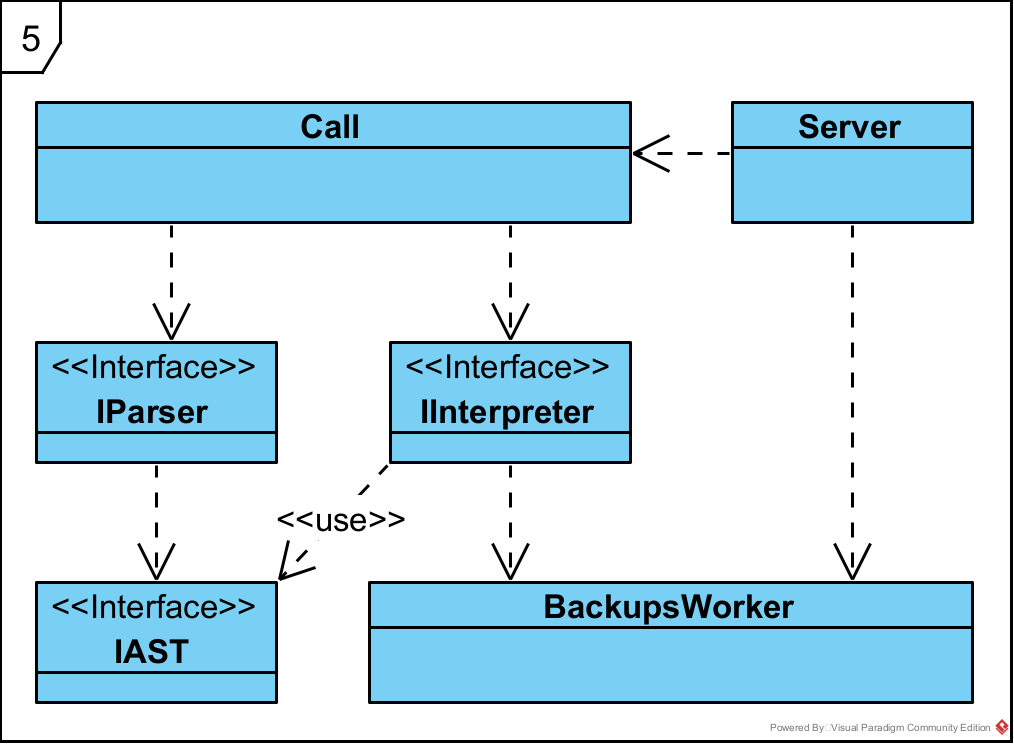 5
Call
Server
<<Interface>>
IParser
<<Interface>>
IInterpreter
<<use>>
<<Interface>>
IAST
BackupsWorker
Powered By Visual Paradigm Community Edition